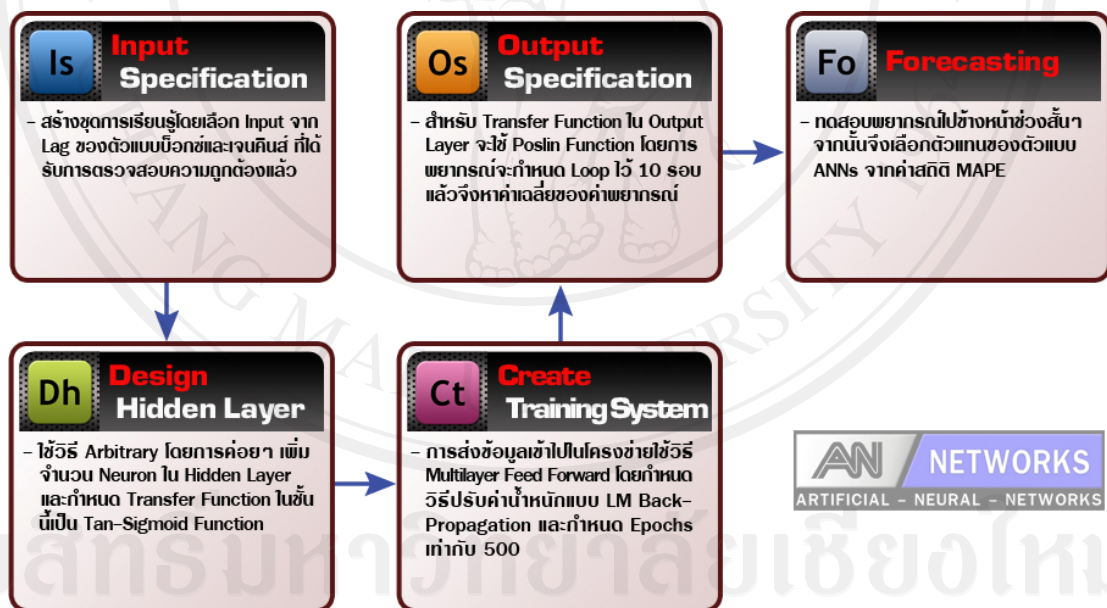 Is
Input
Specification
- สร้างชุดการเรียนรู้โดยเลือก Input จาก
Lag ของตัวแบบบ็อกซ์และเจนคินส์ ที่ได้
รับการตรวจสอบความถูกต้องแล้ว
Dh
Design
Hidden Layer
- ใช้วิธี Arbitrary โดยการค่อยๆ เพิ่ม
จำนวน Neuron ใน Hidden Layer
และกำหนด Transfer Function ในชั้น
นี้เป็น Tan-Sigmoid Function
Ct
Create
Training System
- การส่งข้อมูลเข้าไปในโครงข่ายใช้วิธี
Multilayer Feed Forward โดยกำหนด
วิธีปรับค่าน้ำหนักแบบ LM Back-
Propagation และกำหนด Epochs
เท่ากับ 500
Os
Output
Specification
- สำหรับ Transfer Function ใน Output
Layer จะใช้ Poslin Function โดยการ
พยากรณ์จะกำหนด Loop ไว้ 10 รอบ
แล้วจึงหาค่าเฉลี่ยของค่าพยากรณ์
Fo
Forecasting
- ทดสอบพยากรณ์ไปข้างหน้าช่วงสั้นๆ
จากนั้นจึงเลือกตัวแทนของตัวแบบ
ANNs จากค่าสถิติ MAPE
AN NETWORKS
ARTIFICIAL - NEURAL - NETWORKS